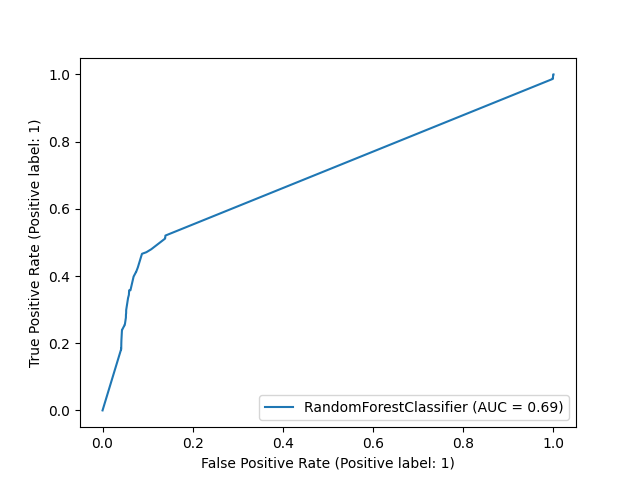 1.0
0.8
0.6
0.4
0.2
0.0
True Positive Rate (Positive label: 1)
RandomForestClassifier (AUC = 0.69)
0.0 0.2 0.4 0.6 0.8 1.0
False Positive Rate (Positive label: 1)